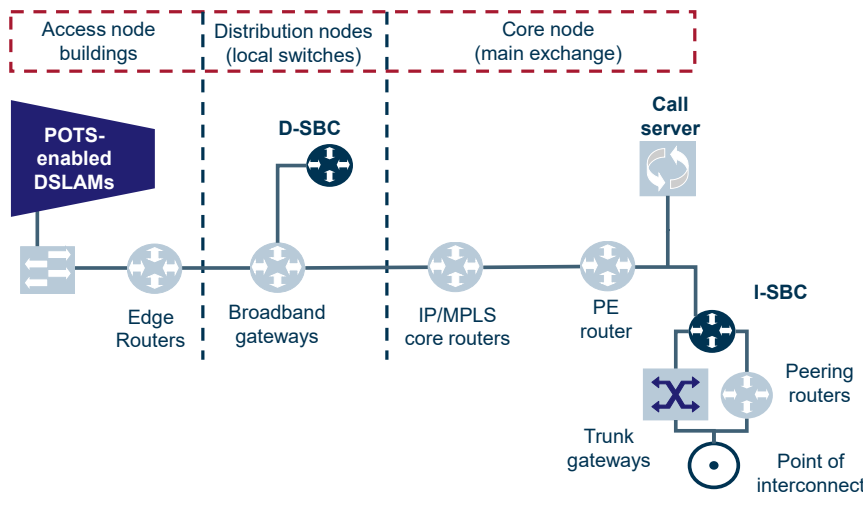 Access node
buildings
Distribution nodes
(local switches)
Core node
(main exchange)
POTS-
enabled
DSLAMs
D-SBC
Call
server
Edge
Routers
Broadband
gateways
IP/MPLS
core routers
PE
router
I-SBC
Peering
routers
Trunk
gateways
Point of
interconnect